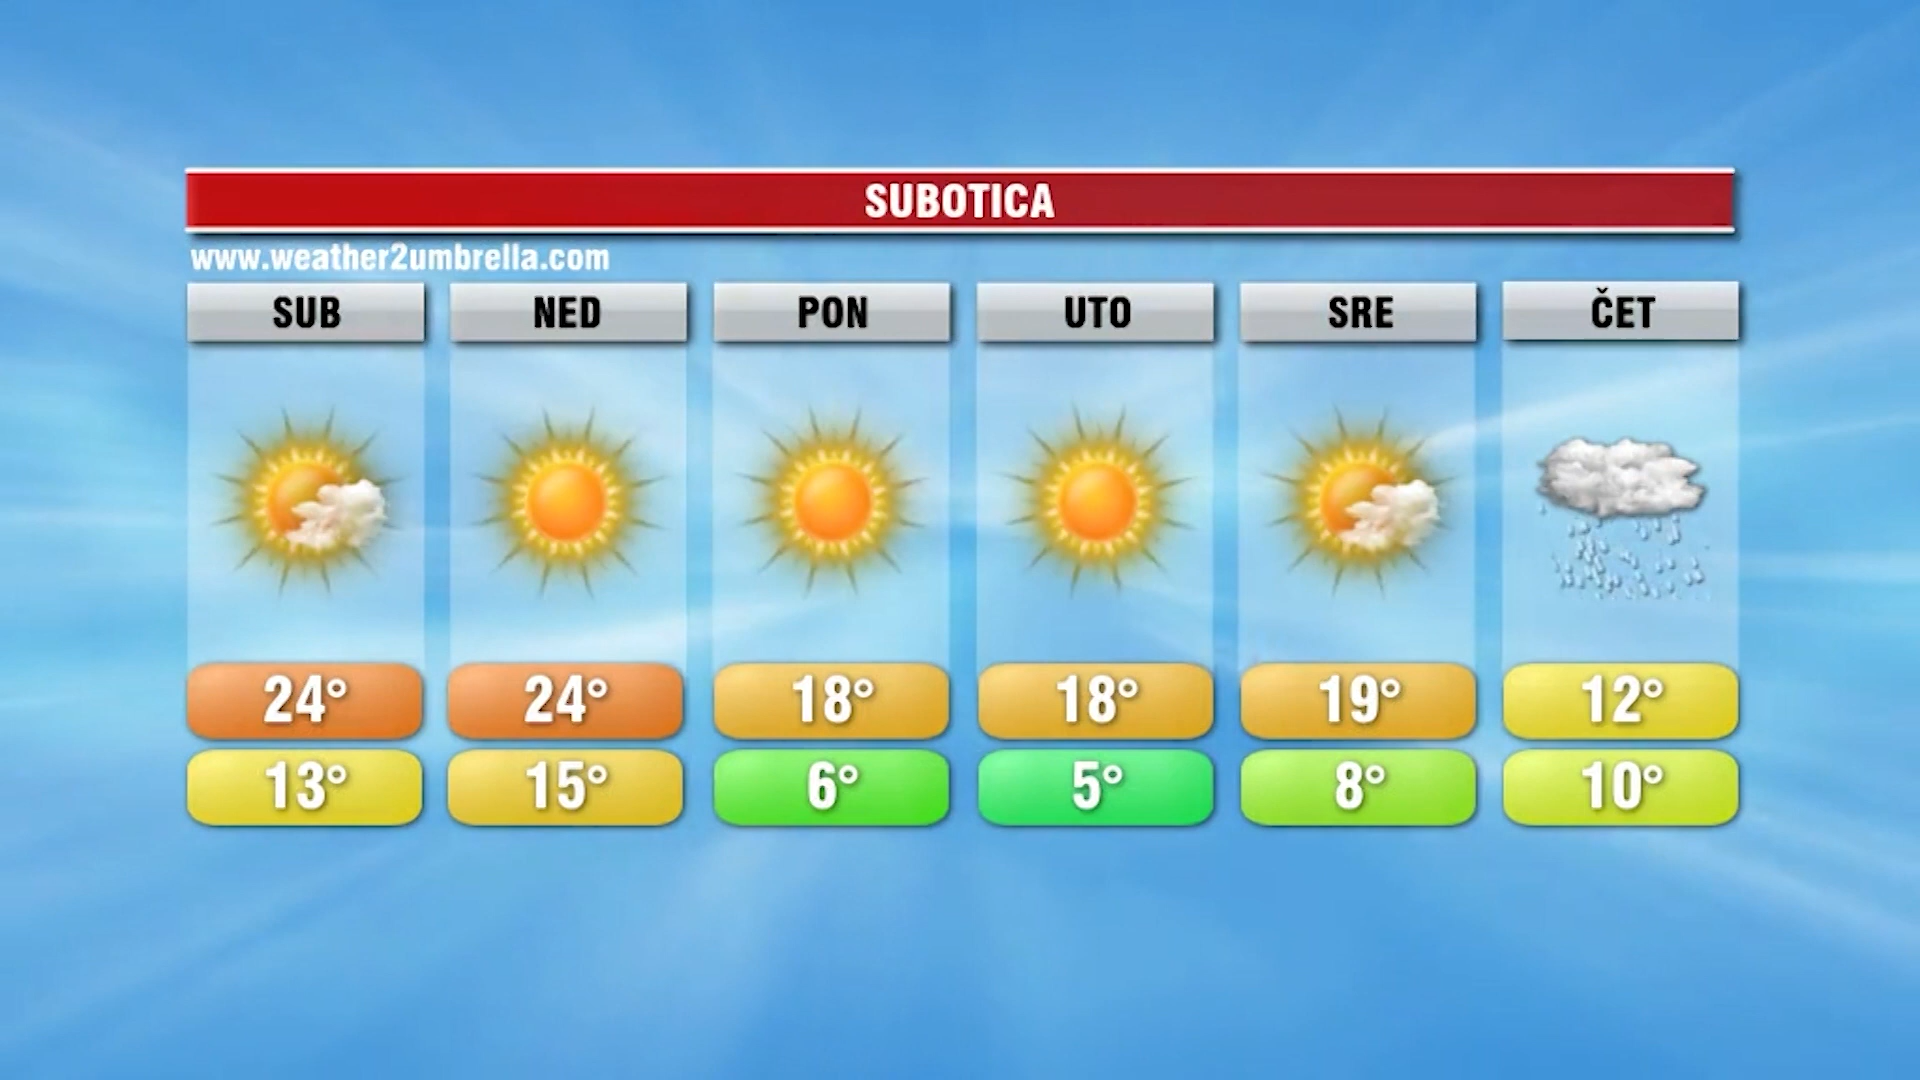 SUBOTICA
www.weather2umbrella.com
SUB NED PON UTO SRE ČET
24° 24° 18° 18° 19° 12°
13° 15° 6° 5° 8° 10°